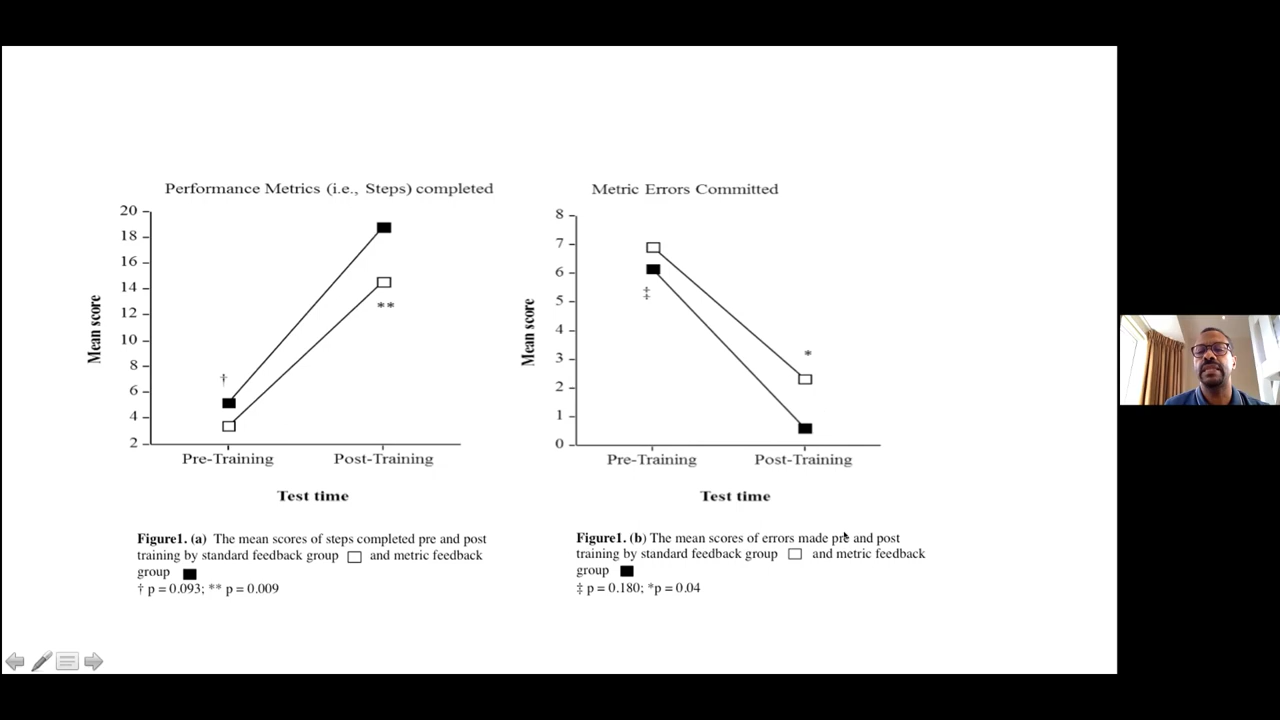 Performance Metrics (i.e., Steps) completed
20
18
16
14
12
10
8
6
4
2
Mean score
†
**
Pre-Training
Post-Training
Test time
Figure1. (a) The mean scores of steps completed pre and post
training by standard feedback group □ and metric feedback
group ■
† p = 0.093; ** p = 0.009
Metric Errors Committed
8
7
6
5
4
3
2
1
0
Mean score
‡
*
Pre-Training
Post-Training
Test time
Figure1. (b) The mean scores of errors made pre and post
training by standard feedback group □ and metric feedback
group ■
‡ p = 0.180; *p = 0.04